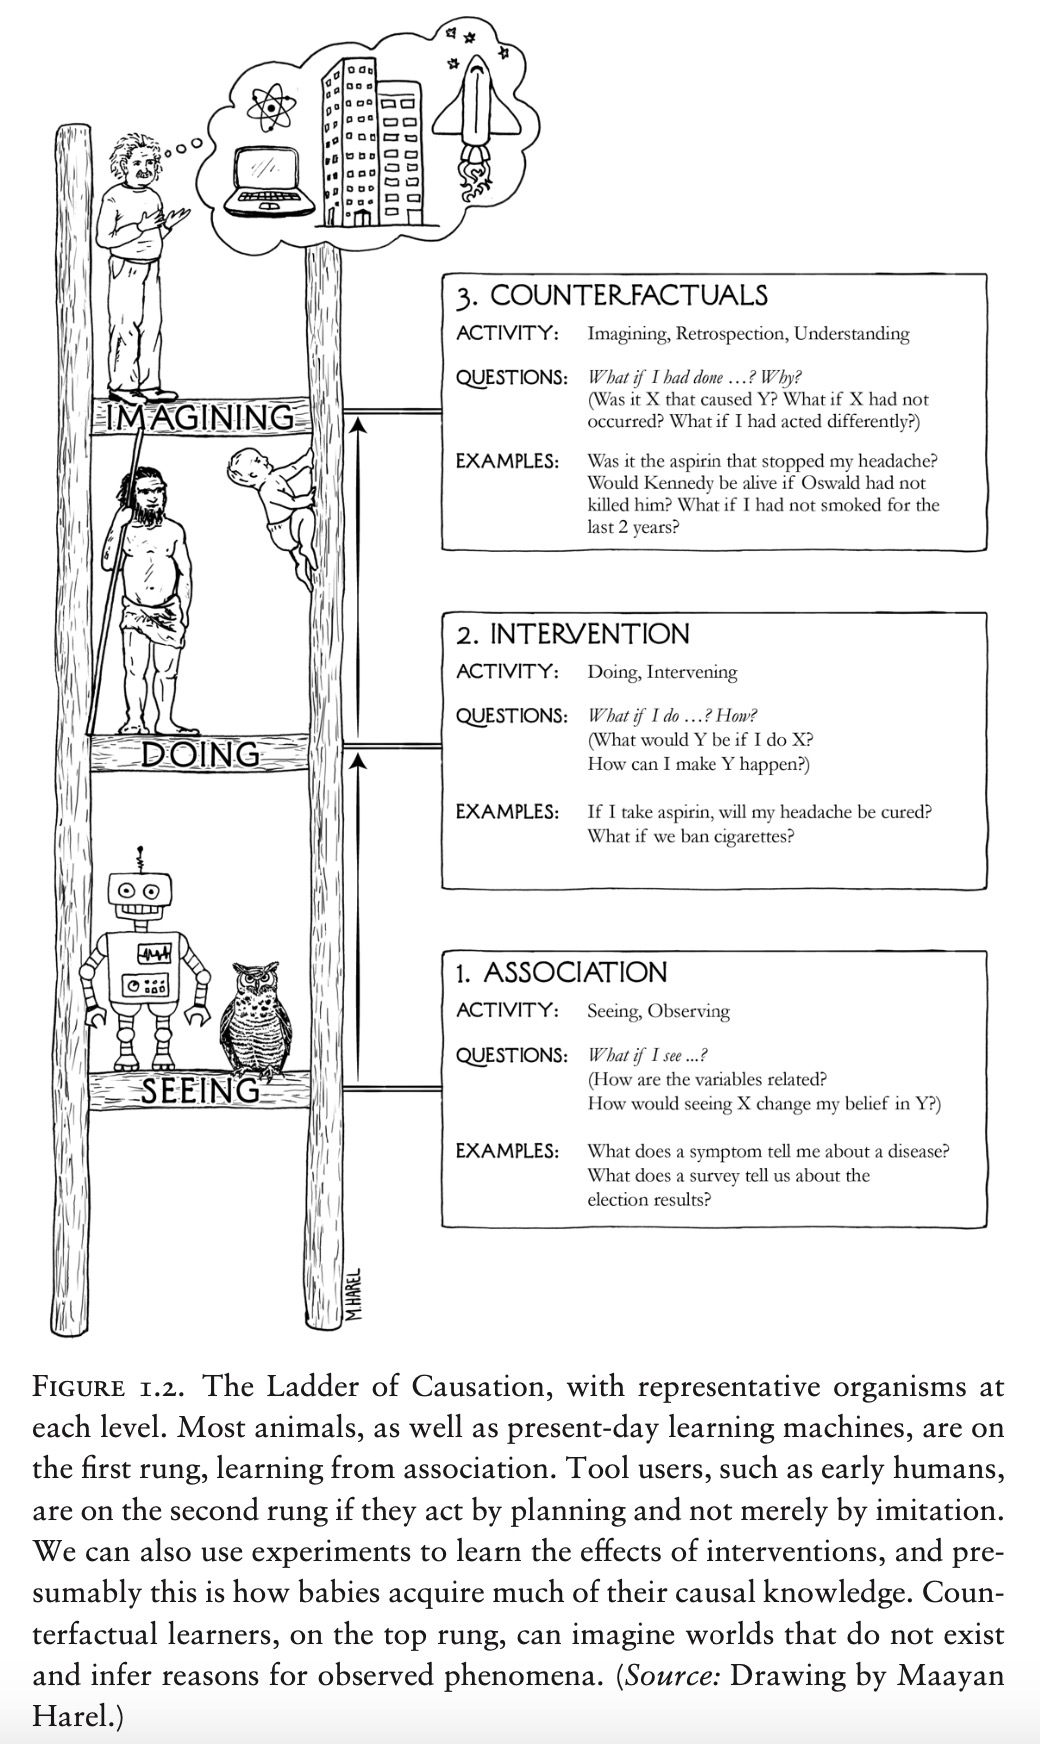 3. COUNTERFACTUALS
ACTIVITY: Imagining, Retrospection, Understanding
QUESTIONS: What if I had done …? Why?
(Was it X that caused Y? What if X had not
occurred? What if I had acted differently?)
EXAMPLES: Was it the aspirin that stopped my headache?
Would Kennedy be alive if Oswald had not
killed him? What if I had not smoked for the
last 2 years?
IMAGINING
2. INTERVENTION
ACTIVITY: Doing, Intervening
QUESTIONS: What if I do …? How?
(What would Y be if I do X?
How can I make Y happen?)
EXAMPLES: If I take aspirin, will my headache be cured?
What if we ban cigarettes?
DOING
1. ASSOCIATION
ACTIVITY: Seeing, Observing
QUESTIONS: What if I see ...?
(How are the variables related?
How would seeing X change my belief in Y?)
EXAMPLES: What does a symptom tell me about a disease?
What does a survey tell us about the
election results?
SEEING
M.HAREL
Figure 1.2. The Ladder of Causation, with representative organisms at
each level. Most animals, as well as present-day learning machines, are on
the first rung, learning from association. Tool users, such as early humans,
are on the second rung if they act by planning and not merely by imitation.
We can also use experiments to learn the effects of interventions, and pre-
sumably this is how babies acquire much of their causal knowledge. Coun-
terfactual learners, on the top rung, can imagine worlds that do not exist
and infer reasons for observed phenomena. (Source: Drawing by Maayan
Harel.)